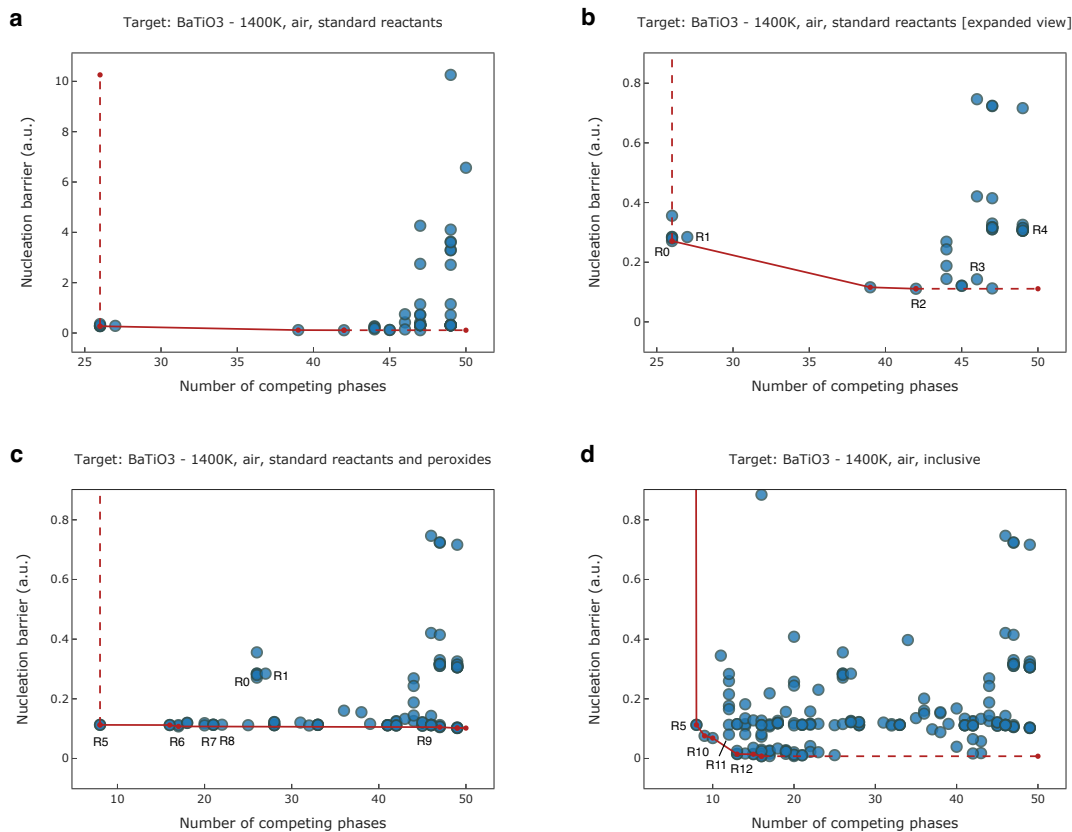 a
Target: BaTiO3 - 1400K, air, standard reactants
Nucleation barrier (a.u.)
10
8
6
4
2
0
25
30
35
40
45
50
Number of competing phases
b
Target: BaTiO3 - 1400K, air, standard reactants [expanded view]
Nucleation barrier (a.u.)
0.8
0.6
0.4
0.2
0
R0
R1
R2
R3
R4
25
30
35
40
45
50
Number of competing phases
c
Target: BaTiO3 - 1400K, air, standard reactants and peroxides
Nucleation barrier (a.u.)
0.8
0.6
0.4
0.2
0
R0
R1
R5
R6
R7
R8
R9
10
20
30
40
50
Number of competing phases
d
Target: BaTiO3 - 1400K, air, inclusive
Nucleation barrier (a.u.)
0.8
0.6
0.4
0.2
0
R5
R10
R11
R12
10
20
30
40
50
Number of competing phases